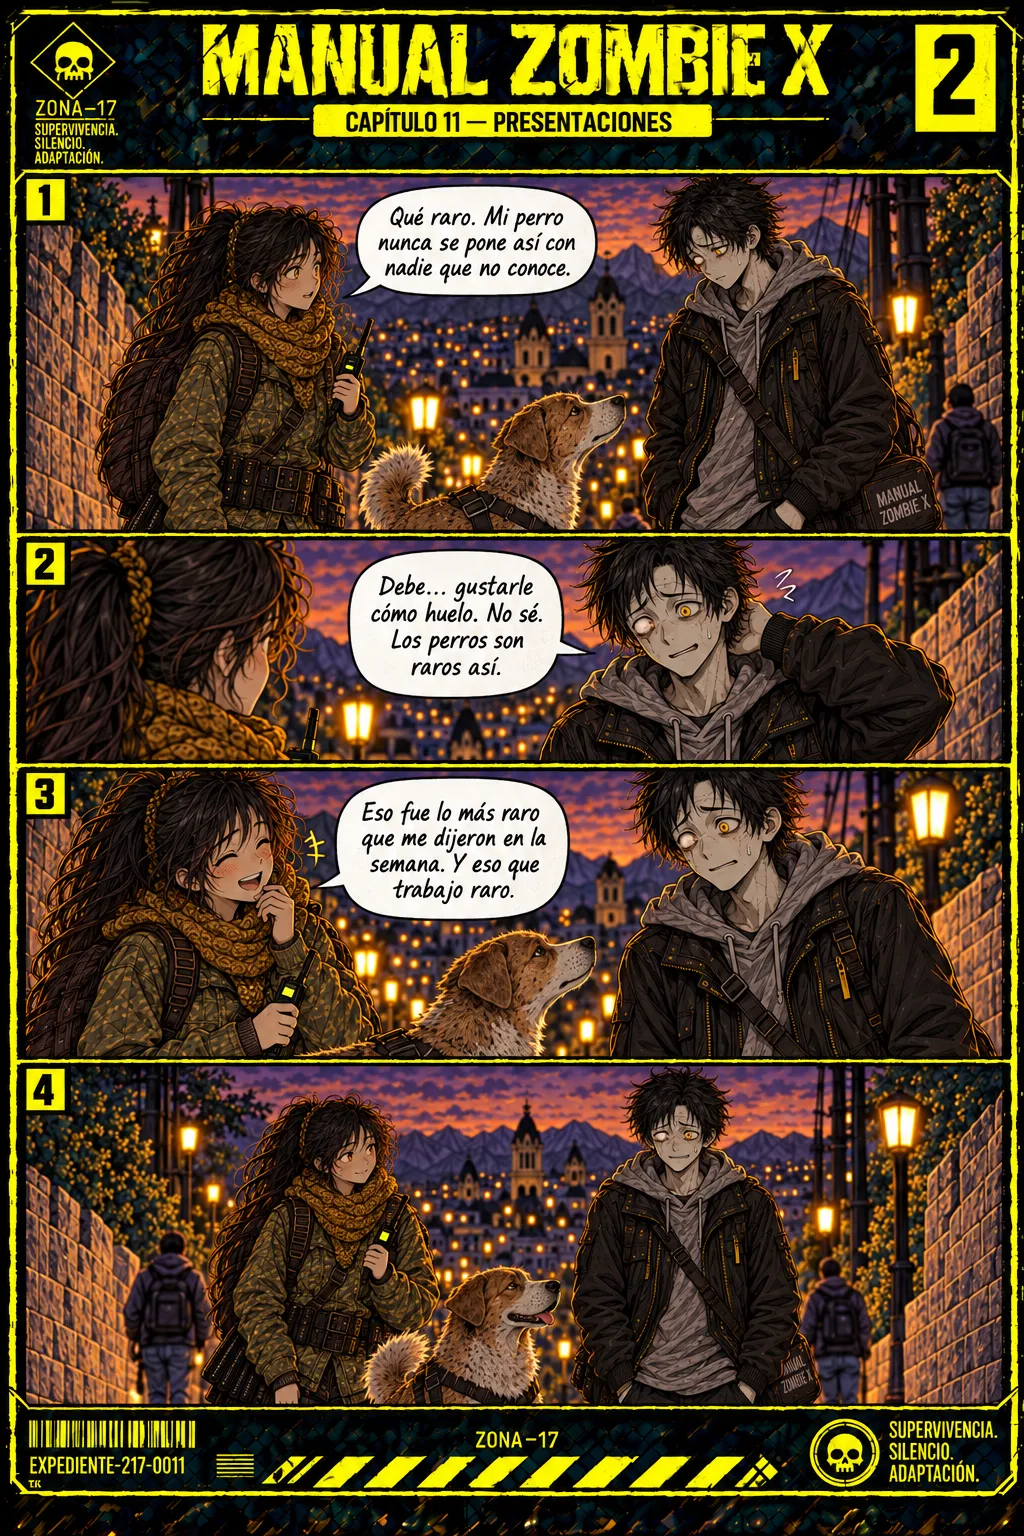 MANUAL ZOMBIE X
2
ZONA-17
SUPERVIVENCIA.
SILENCIO.
ADAPTACIÓN.
CAPÍTULO 11 — PRESENTACIONES
1
Qué raro. Mi perro
nunca se pone así con
nadie que no conoce.
MANUAL
ZOMBIE X
2
Debe... gustarle
cómo huelo. No sé.
Los perros son
raros así.
3
Eso fue lo más raro
que me dijeron en la
semana. Y eso que
trabajo raro.
4
MANUAL
ZOMBIE X
EXPEDIENTE-217-0011
TK
ZONA-17
SUPERVIVENCIA.
SILENCIO.
ADAPTACIÓN.